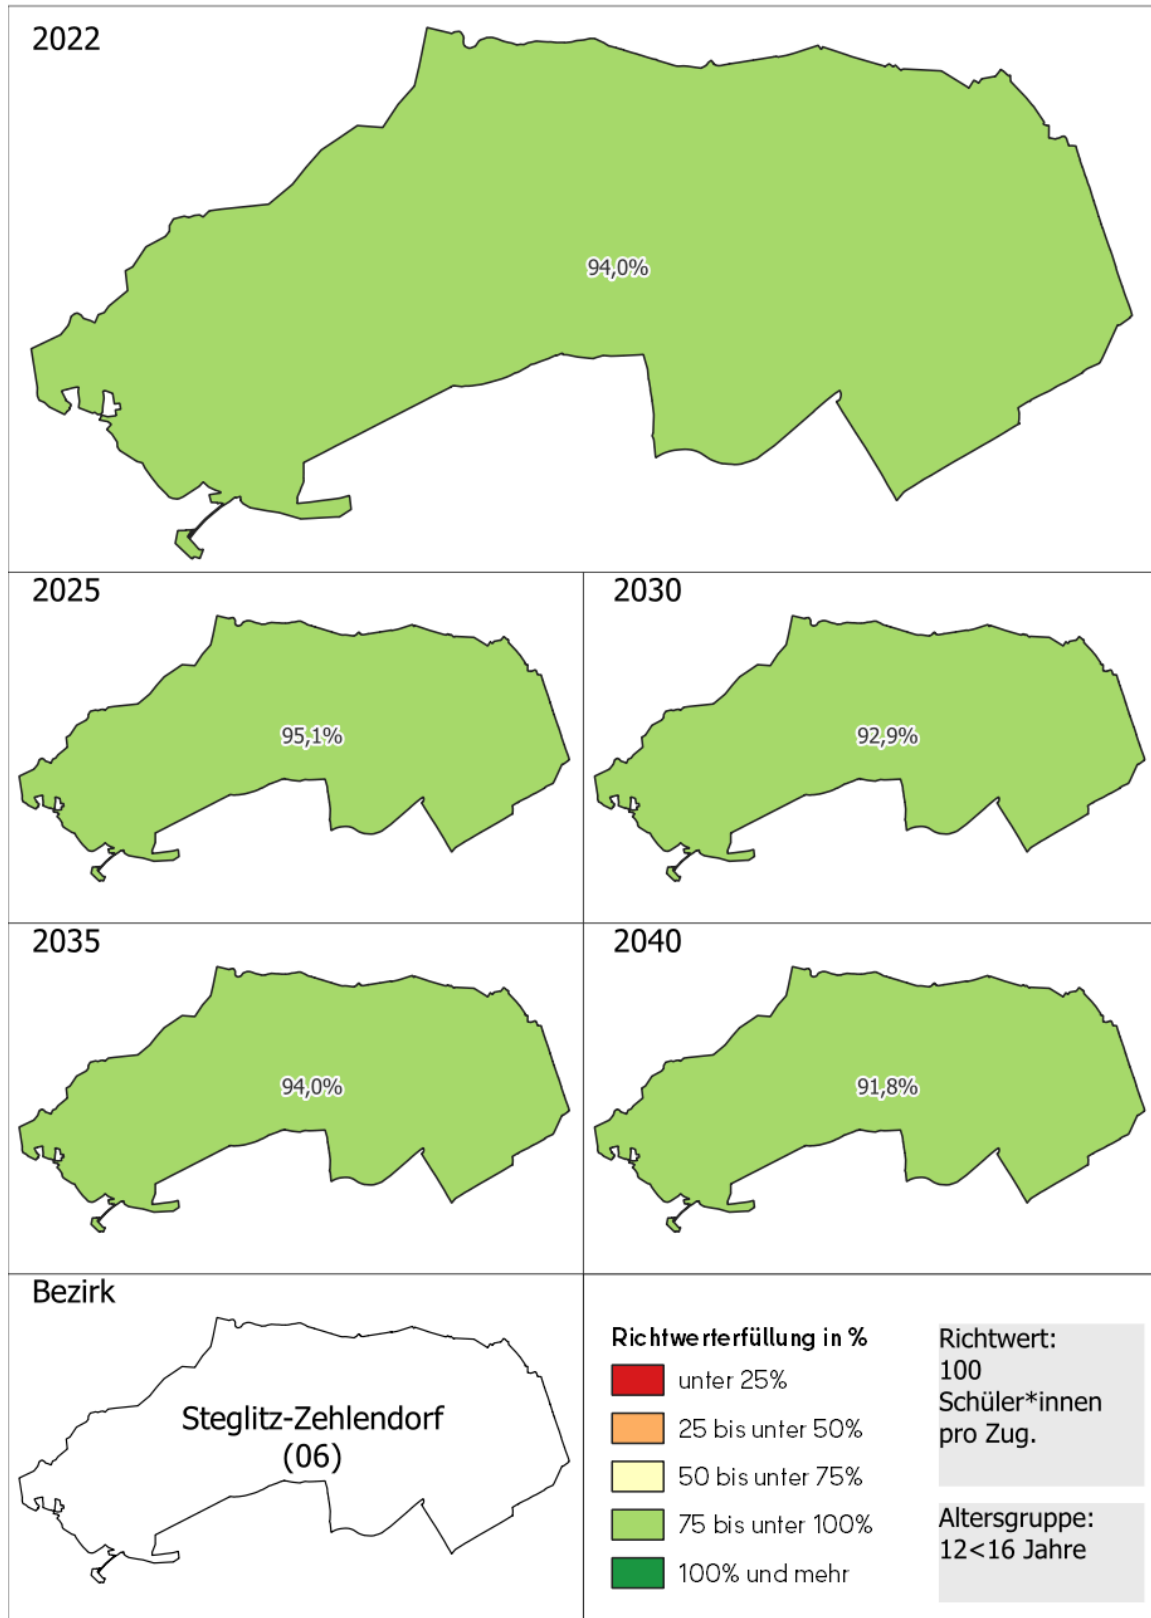 2022
94,0%
2025
95,1%
2030
92,9%
2035
94,0%
2040
91,8%
Bezirk
Steglitz-Zehlendorf
(06)
Richtwerterfüllung in %
unter 25%
25 bis unter 50%
50 bis unter 75%
75 bis unter 100%
100% und mehr
Richtwert:
100
Schüler*innen
pro Zug.
Altersgruppe:
12<16 Jahre